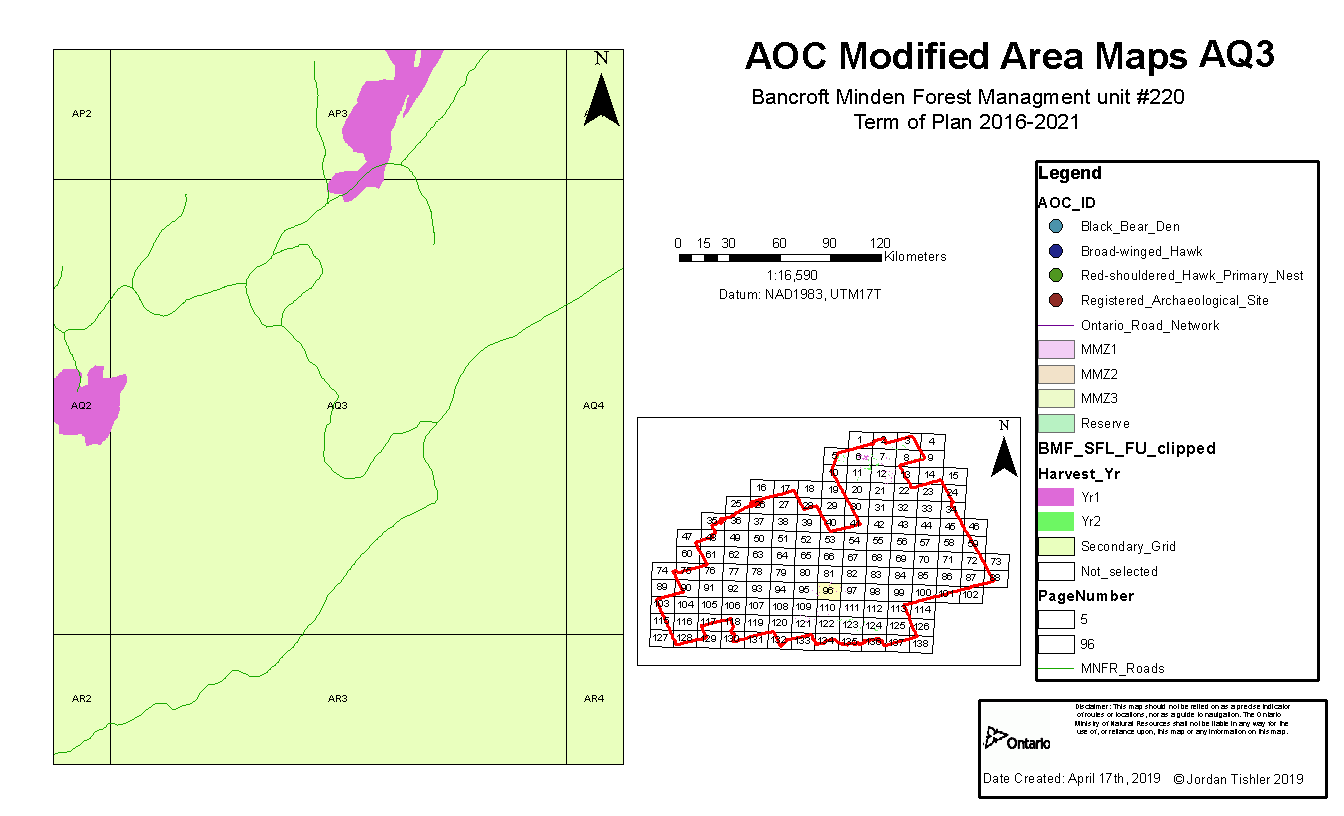 AOC Modified Area Maps AQ3
Bancroft Minden Forest Managment unit #220
Term of Plan 2016-2021
N
AP2
AP3
AQ2
AQ3
AQ4
AR2
AR3
AR4
0 15 30 60 90 120
Kilometers
1:16,590
Datum: NAD1983, UTM17T
Legend
AOC_ID
Black_Bear_Den
Broad-winged_Hawk
Red-shouldered_Hawk_Primary_Nest
Registered_Archaeological_Site
Ontario_Road_Network
MMZ1
MMZ2
MMZ3
Reserve
BMF_SFL_FU_clipped
Harvest_Yr
Yr1
Yr2
Secondary_Grid
Not_selected
PageNumber
5
96
MNFR_Roads
N
1 2 3 4
5 6 7 8 9
10 11 12 13 14 15
16 17 18 19 20 21 22 23 24
25 26 27 28 29 30 31 32 33 34
35 36 37 38 39 40 41 42 43 44 45 46
47 48 49 50 51 52 53 54 55 56 57 58 59
60 61 62 63 64 65 66 67 68 69 70 71 72 73
74 75 76 77 78 79 80 81 82 83 84 85 86 87 88
89 90 91 92 93 94 95 96 97 98 99 100 101 102
103 104 105 106 107 108 109 110 111 112 113 114
115 116 117 118 119 120 121 122 123 124 125 126
127 128 129 130 131 132 133 134 135 136 137 138
Disclaimer: This map should not be relied on as a precise indicator
of routes or locations, nor as a guide to navigation. The Ontario
Ministry of Natural Resources shall not be liable in any way for the
use of, or reliance upon, this map or any information on this map.
Ontario
Date Created: April 17th, 2019 © Jordan Tishler 2019